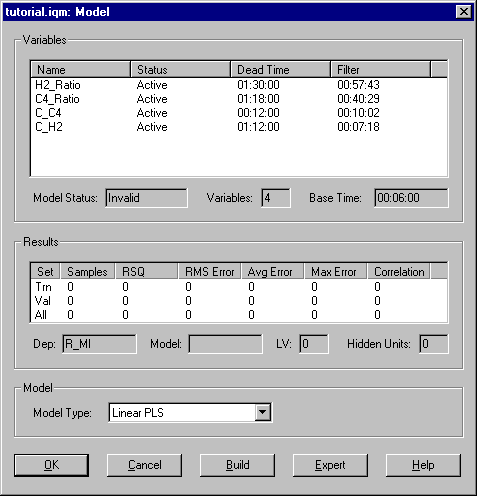 tutorial.iqm: Model
Variables
Name Status Dead Time Filter
H2_Ratio Active 01:30:00 00:57:43
C4_Ratio Active 01:18:00 00:40:29
C_C4 Active 00:12:00 00:10:02
C_H2 Active 01:12:00 00:07:18
Model Status: Invalid Variables: 4 Base Time: 00:06:00
Results
Set Samples RSQ RMS Error Avg Error Max Error Correlation
Trn 0 0 0 0 0 0
Val 0 0 0 0 0 0
All 0 0 0 0 0 0
Dep: R_MI Model: LV: 0 Hidden Units: 0
Model
Model Type: Linear PLS
OK Cancel Build Expert Help